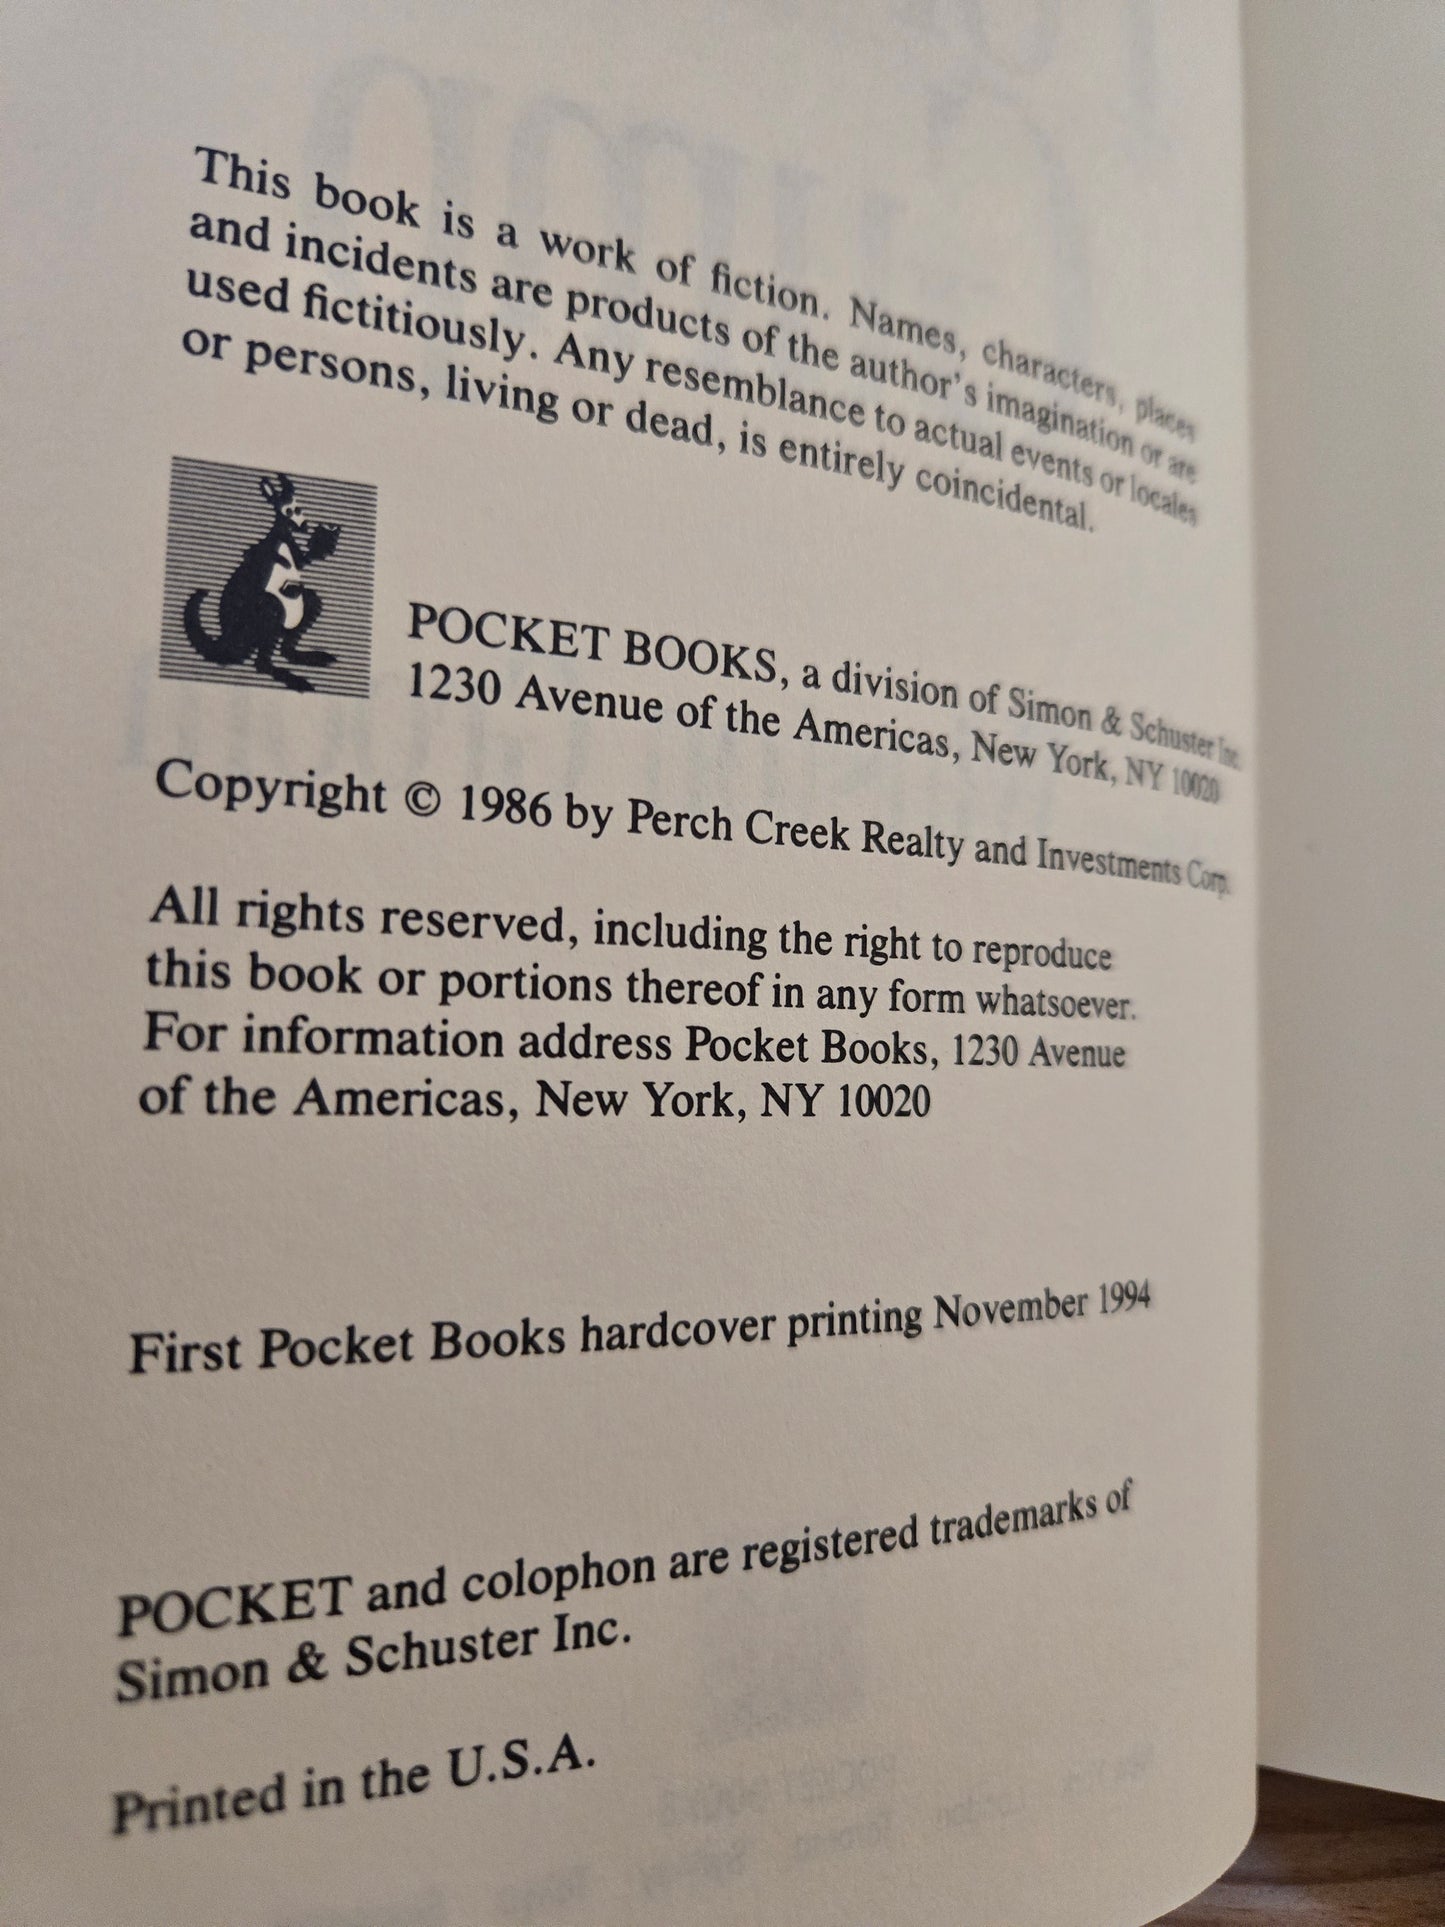 This book is a work of fiction. Names, characters, places
and incidents are products of the author's imagination or are
used fictitiously. Any resemblance to actual events or locales
or persons, living or dead, is entirely coincidental.
POCKET BOOKS, a division of Simon & Schuster Inc.
1230 Avenue of the Americas, New York, NY 10020
Copyright © 1986 by Perch Creek Realty and Investments Corp.
All rights reserved, including the right to reproduce
this book or portions thereof in any form whatsoever.
For information address Pocket Books, 1230 Avenue
of the Americas, New York, NY 10020
First Pocket Books hardcover printing November 1994
POCKET and colophon are registered trademarks of
Simon & Schuster Inc.
Printed in the U.S.A.